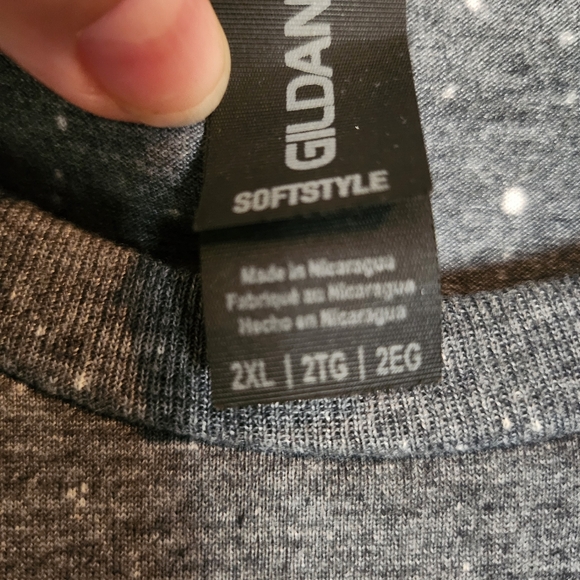 GILDAN
SOFTSTYLE
Made in Nicaragua
Fabriqué au Nicaragua
Hecho en Nicaragua
2XL | 2TG | 2EG